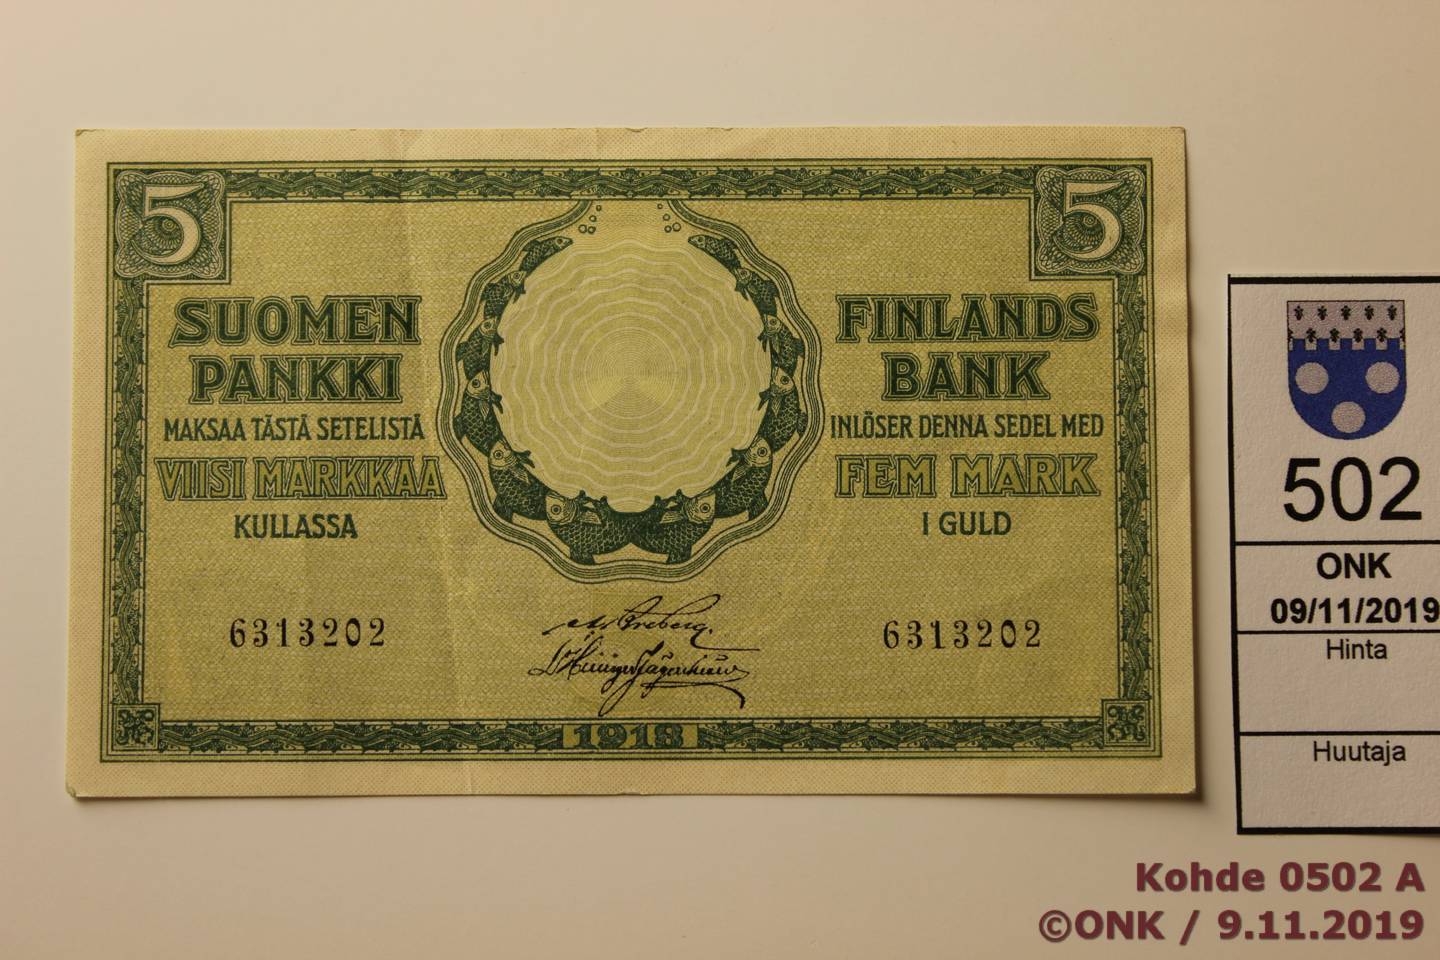 5
5
SUOMEN
PANKKI
MAKSAA TÄSTÄ SETELISTÄ
VIISI MARKKAA
KULLASSA
6313202
FINLANDS
BANK
INLÖSER DENNA SEDEL MED
FEM MARK
I GULD
6313202
1918
502
ONK
09/11/2019
Hinta
Huutaja
Kohde 0502 A
©ONK / 9.11.2019